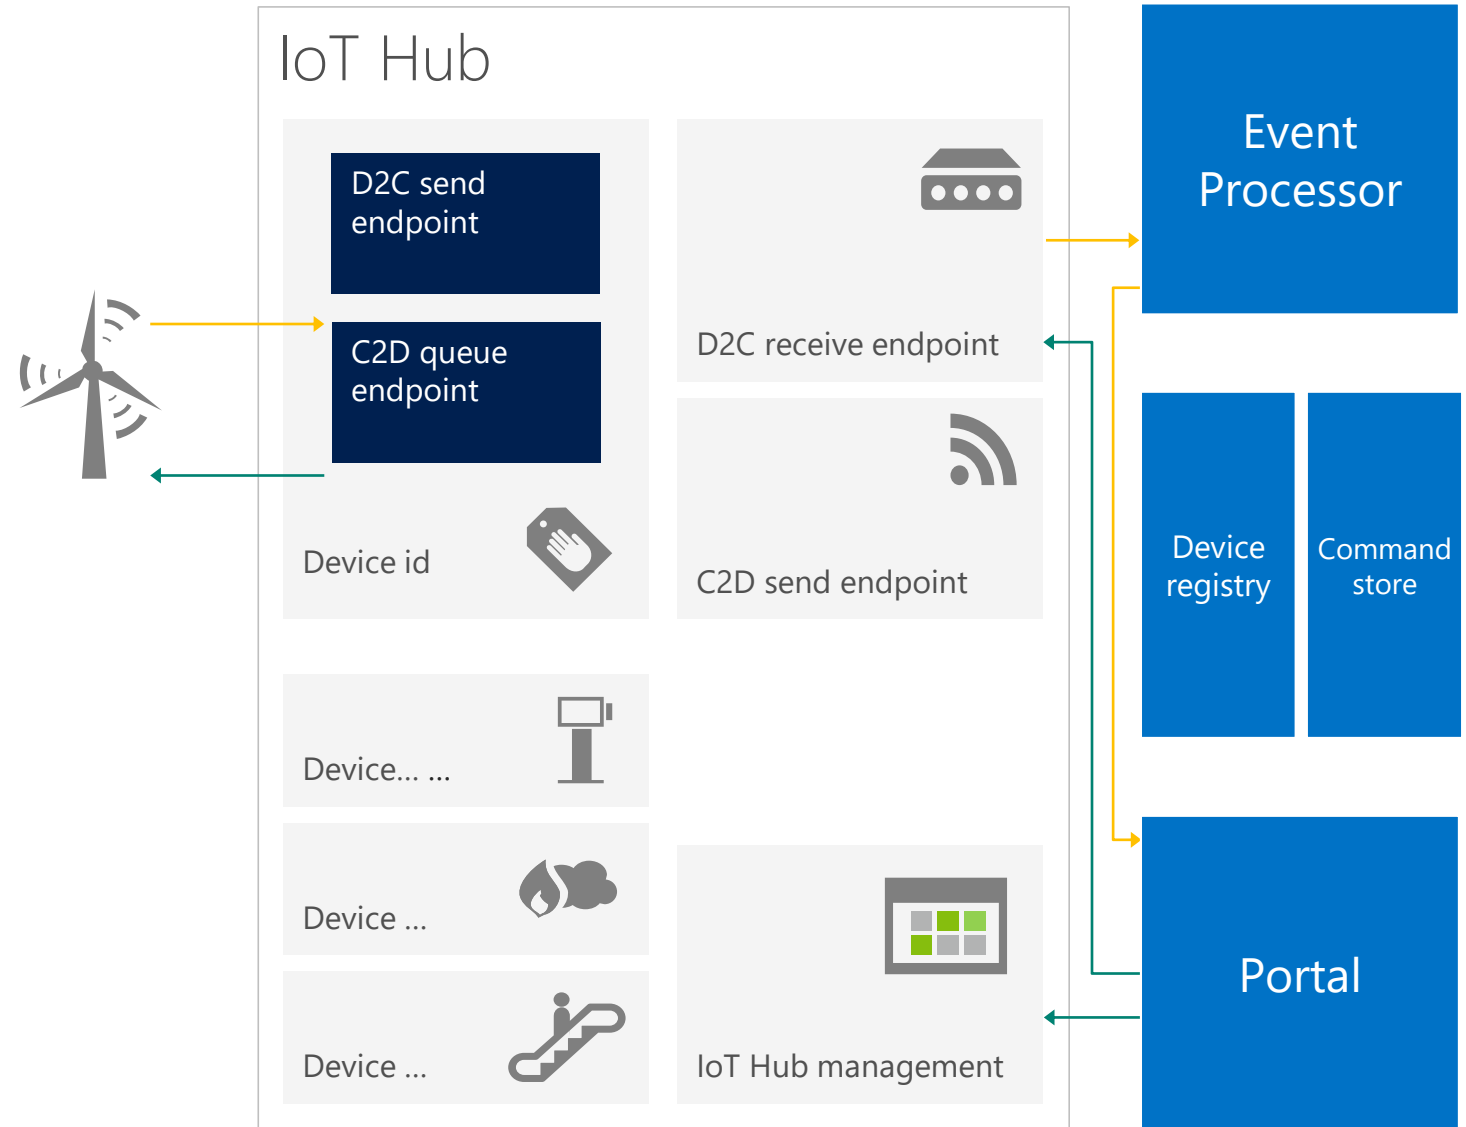 IoT Hub
D2C send
endpoint
C2D queue
endpoint
Device id
D2C receive endpoint
C2D send endpoint
Device... ...
Device ...
Device ...
IoT Hub management
Event
Processor
Device
registry
Command
store
Portal